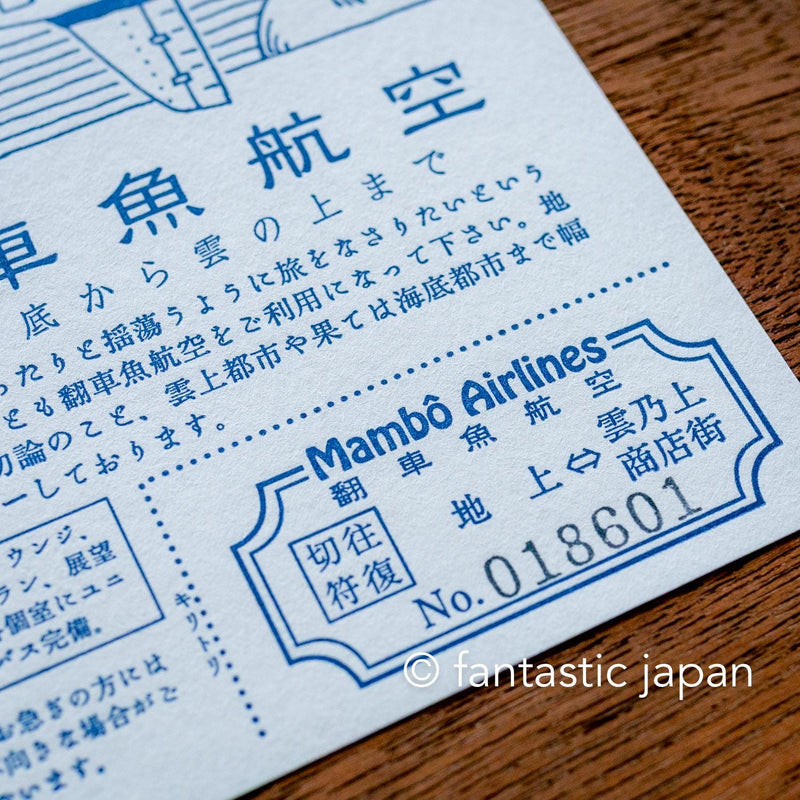 車魚航空
底から雲の上まで
ったりと揺蕩うように旅をなさりたいという
とも翻車魚航空をご利用になって下さい。地
勿論のこと、雲上都市や果ては海底都市まで幅
ーしております。
ラウンジ、
ラン、展望
個室にユニ
バス完備。
お急ぎの方には
向きな場合がご
います。
キリトリ
Mambô Airlines
翻車魚航空
地上⇔雲乃上商店街
往復切符
No.018601
© fantastic japan